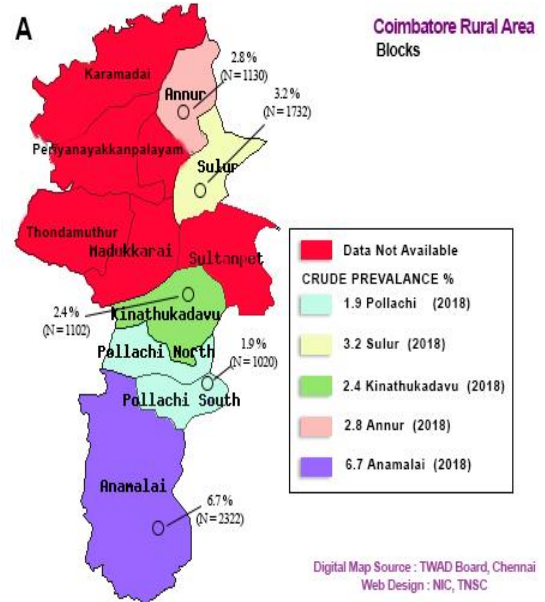 A
Coimbatore Rural Area
Blocks
2.8 %
(N = 1130)
Karamadai
Annur
3.2 %
(N = 1732)
Periyanayakkanpalayam
Sulur
Thondamuthur
Madukkarai
Sultanpet
Data Not Available
CRUDE PREVALANCE %
1.9 Pollachi (2018)
3.2 Sulur (2018)
2.4 Kinathukadavu (2018)
2.8 Annur (2018)
6.7 Anamalai (2018)
2.4 %
(N = 1102)
Kinathukadavu
1.9 %
(N = 1020)
Pollachi North
Pollachi South
Anamalai
6.7 %
(N = 2322)
Digital Map Source : TWAD Board, Chennai
Web Design : NIC, TNSC